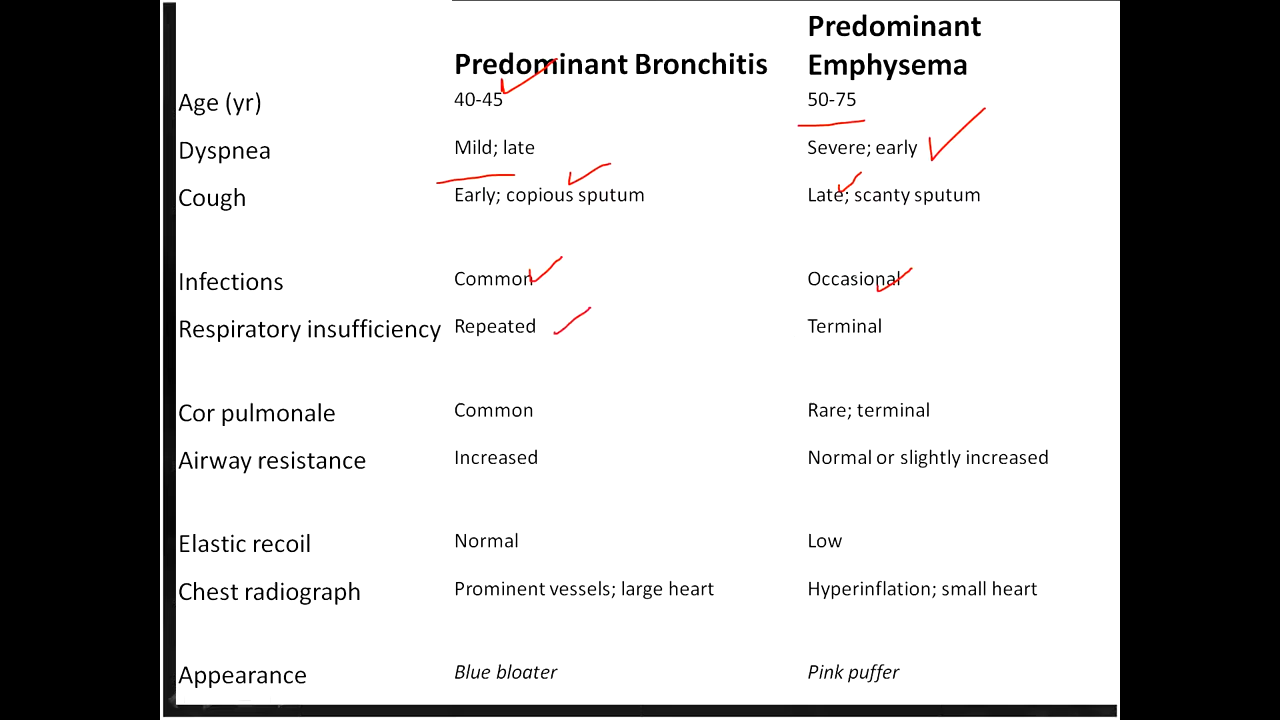 Predominant Bronchitis Predominant Emphysema
Age (yr) 40-45 50-75
Dyspnea Mild; late Severe; early
Cough Early; copious sputum Late; scanty sputum
Infections Common Occasional
Respiratory insufficiency Repeated Terminal
Cor pulmonale Common Rare; terminal
Airway resistance Increased Normal or slightly increased
Elastic recoil Normal Low
Chest radiograph Prominent vessels; large heart Hyperinflation; small heart
Appearance Blue bloater Pink puffer